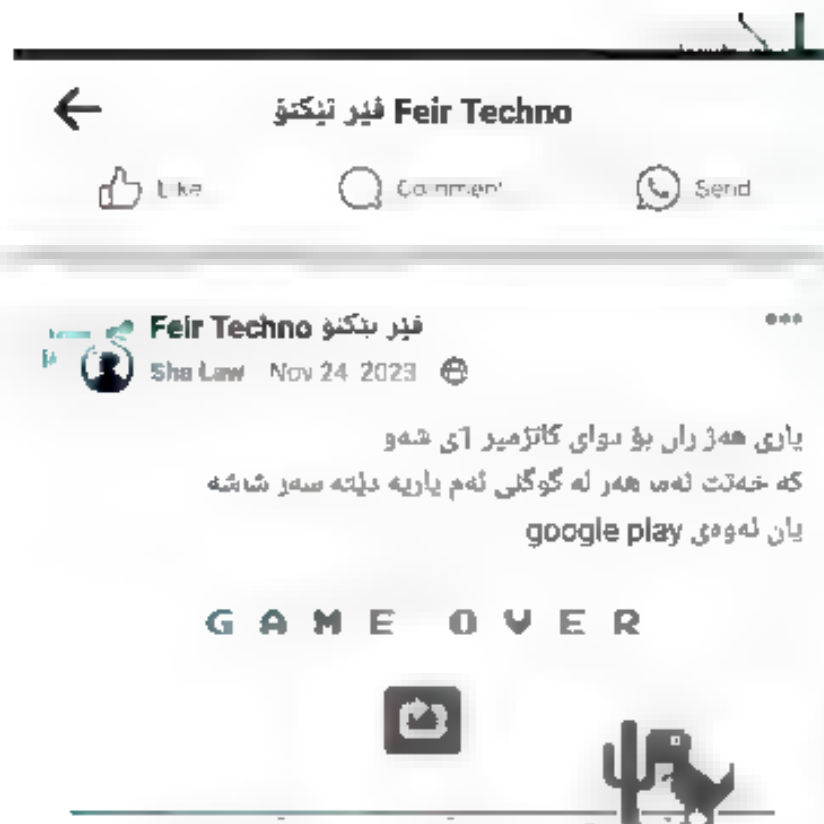 فێر تێکنۆ Feir Techno
Like
Comment
Send
Feir Techno فێر تێکنۆ
Sha Law Nov 24 2023
یاری هەژ ران بۆ دوای کاتژمێر 1ی شەو
کە خەتت نەما هەر لە گوگڵی ئەم یاریە دێتە سەر شاشە
یان ئەوەی google play
GAME OVER